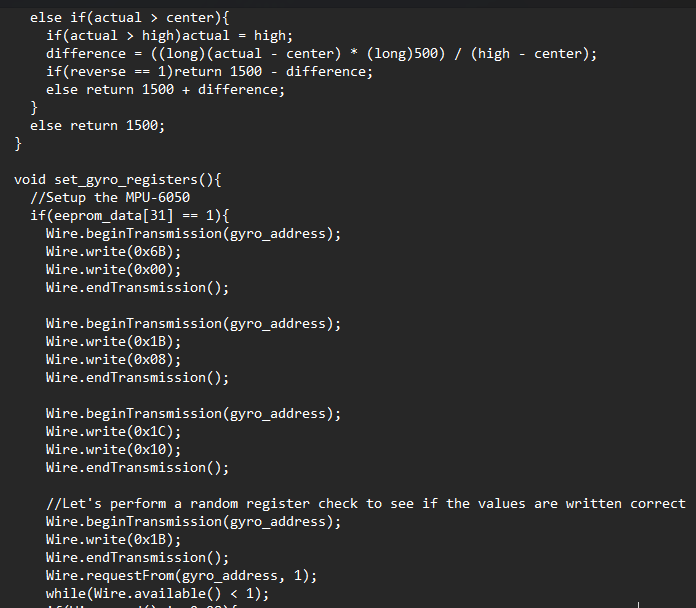 else if(actual > center){
if(actual > high)actual = high;
difference = ((long)(actual - center) * (long)500) / (high - center);
if(reverse == 1)return 1500 - difference;
else return 1500 + difference;
}
else return 1500;
}
void set_gyro_registers(){
//Setup the MPU-6050
if(eeprom_data[31] == 1){
Wire.beginTransmission(gyro_address);
Wire.write(0x6B);
Wire.write(0x00);
Wire.endTransmission();
Wire.beginTransmission(gyro_address);
Wire.write(0x1B);
Wire.write(0x08);
Wire.endTransmission();
Wire.beginTransmission(gyro_address);
Wire.write(0x1C);
Wire.write(0x10);
Wire.endTransmission();
//Let's perform a random register check to see if the values are written correct
Wire.beginTransmission(gyro_address);
Wire.write(0x1B);
Wire.endTransmission();
Wire.requestFrom(gyro_address, 1);
while(Wire.available() < 1);